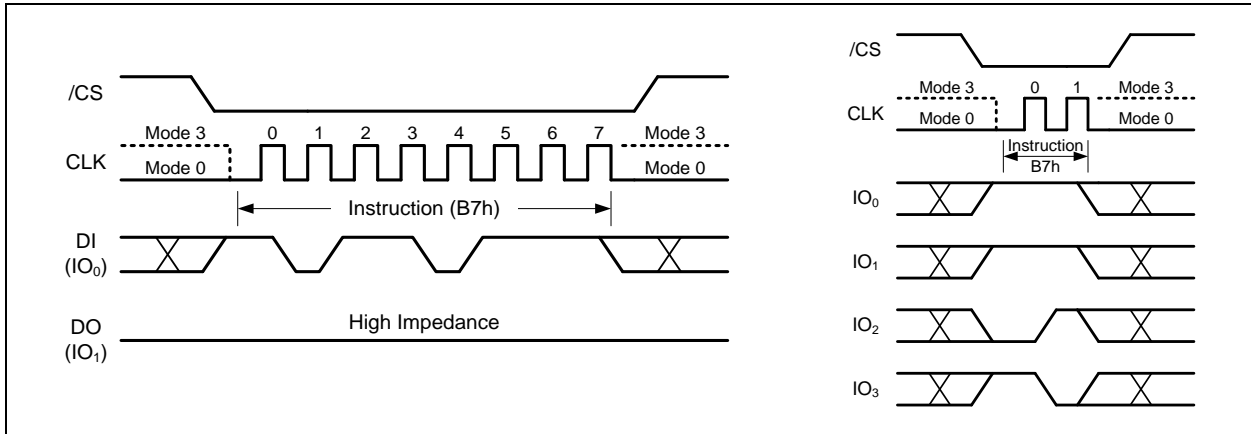 /CS
Mode 3 0 1 2 3 4 5 6 7 Mode 3
CLK Mode 0 Mode 0
Instruction (B7h)
DI
(IO0)
High Impedance
DO
(IO1)
/CS
Mode 3 0 1 Mode 3
CLK Mode 0 Mode 0
Instruction
B7h
IO0
IO1
IO2
IO3